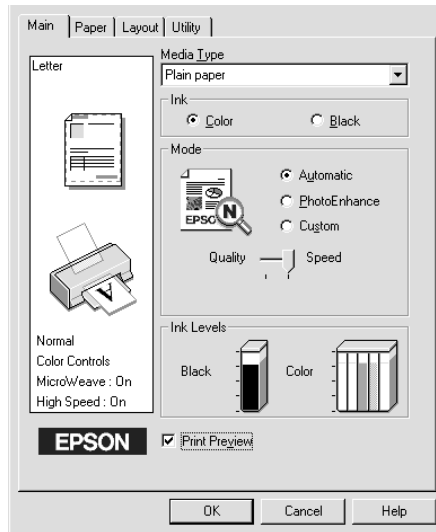 Main Paper Layout Utility
Letter
Media Type
Plain paper
Ink
Color Black
Mode
Automatic
PhotoEnhance
Custom
EPSO
N
Quality Speed
A
Normal
Color Controls
MicroWeave : On
High Speed : On
Ink Levels
Black Color
EPSON
Print Preview
OK Cancel Help